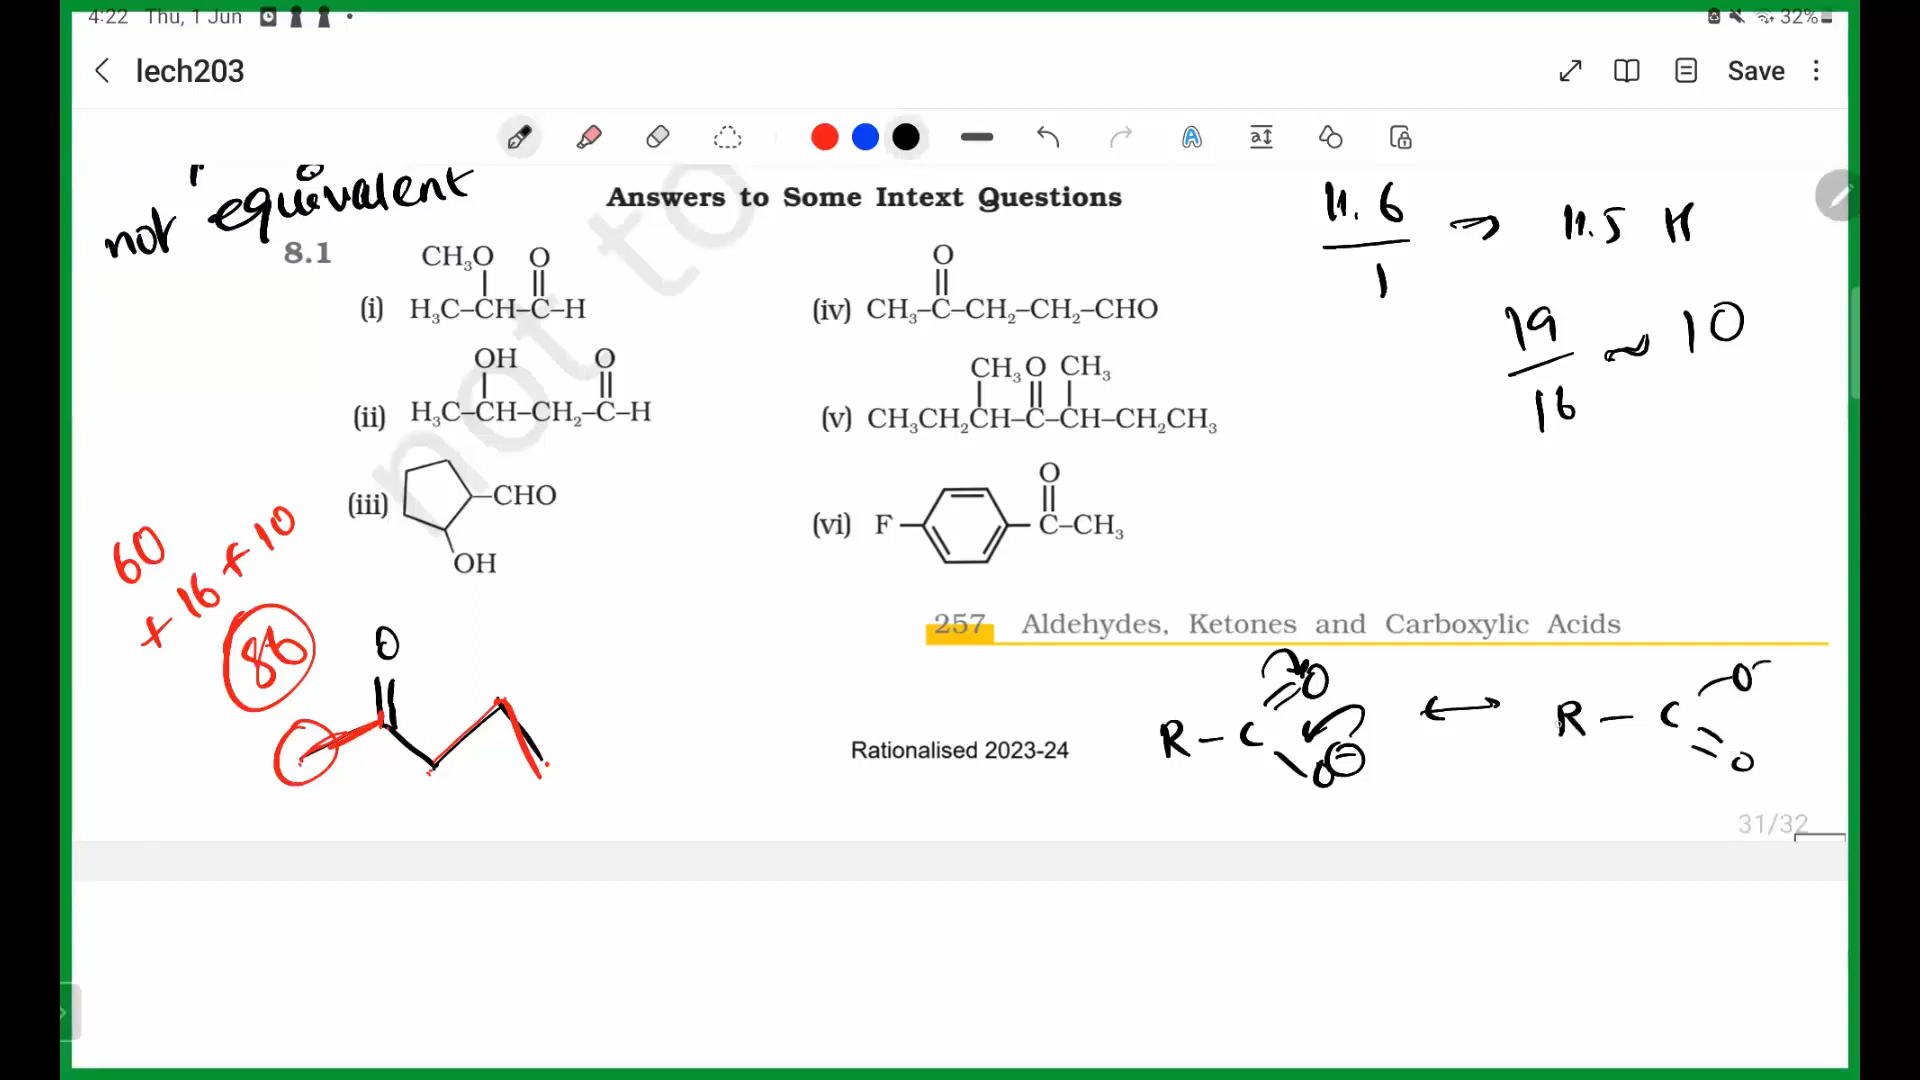 4:22 Thu, 1 Jun
32%
lech203
Save
not equivalent
Answers to Some Intext Questions
11.6 / 1 → 11.5 H
19 / 16 ~ 10
8.1
CH₃O O
(i) H₃C–CH–C–H
O
(iv) CH₃–C–CH₂–CH₂–CHO
OH O
(ii) H₃C–CH–CH₂–C–H
CH₃ O CH₃
(v) CH₃CH₂CH–C–CH–CH₂CH₃
(iii) –CHO
OH
O
(vi) F– –C–CH₃
not to
60
+ 16 + 10
86
O
257 Aldehydes, Ketones and Carboxylic Acids
Rationalised 2023-24
R – C =O O⊖ ↔ R – C – O⁻ = O
31/32